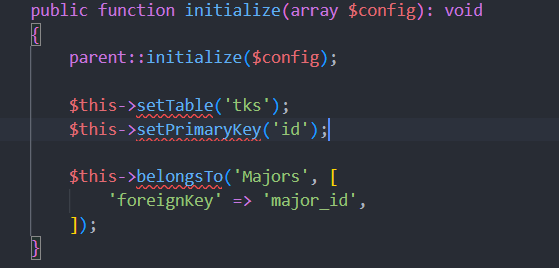 public function initialize(array $config): void
{
    parent::initialize($config);
    $this->setTable('tks');
    $this->setPrimaryKey('id');
    $this->belongsTo('Majors', [
        'foreignKey' => 'major_id',
    ]);
}